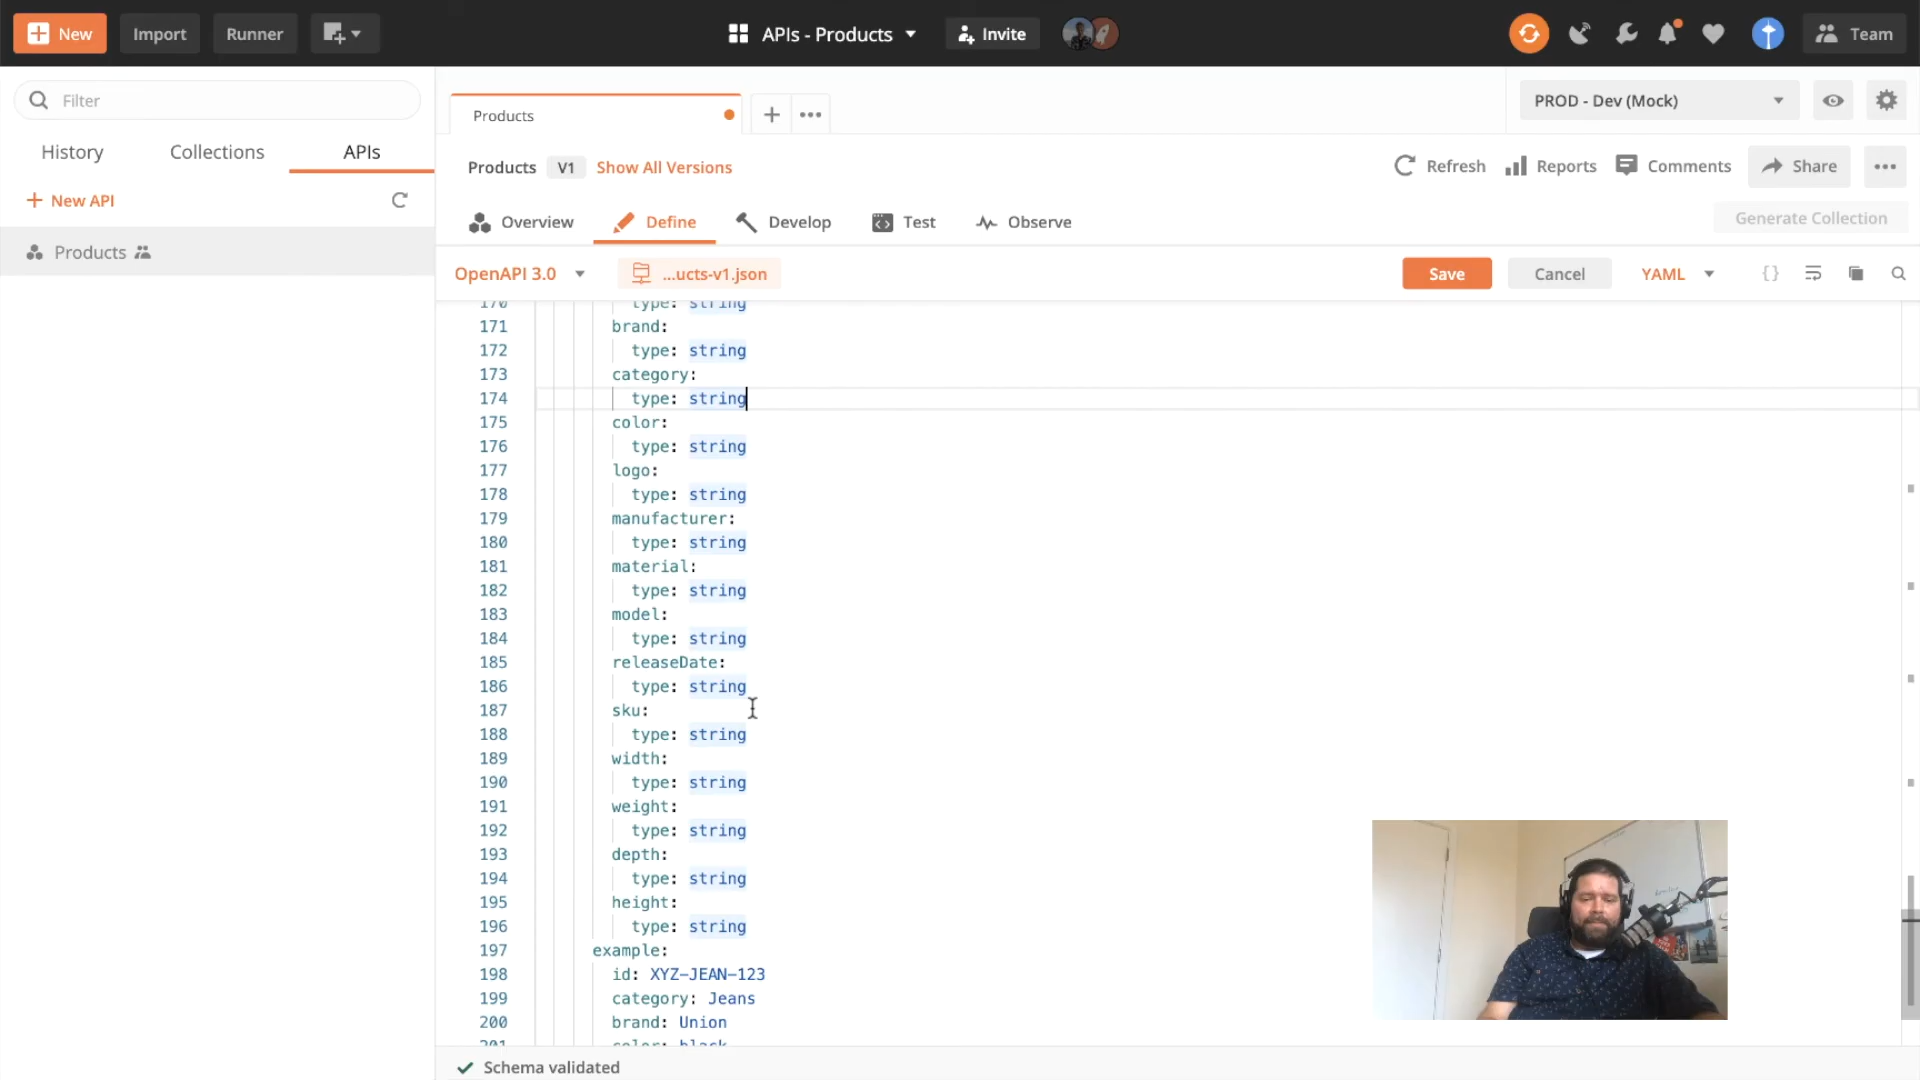 New
Import
Runner
APIs - Products
Invite
Team
Filter
History
Collections
APIs
New API
Products
Products
PROD - Dev (Mock)
Products V1 Show All Versions
Refresh
Reports
Comments
Share
Overview
Define
Develop
Test
Observe
Generate Collection
OpenAPI 3.0
...ucts-v1.json
Save
Cancel
YAML
170 type: string
171 brand:
172 type: string
173 category:
174 type: string
175 color:
176 type: string
177 logo:
178 type: string
179 manufacturer:
180 type: string
181 material:
182 type: string
183 model:
184 type: string
185 releaseDate:
186 type: string
187 sku:
188 type: string
189 width:
190 type: string
191 weight:
192 type: string
193 depth:
194 type: string
195 height:
196 type: string
197 example:
198 id: XYZ-JEAN-123
199 category: Jeans
200 brand: Union
201 color: black
Schema validated